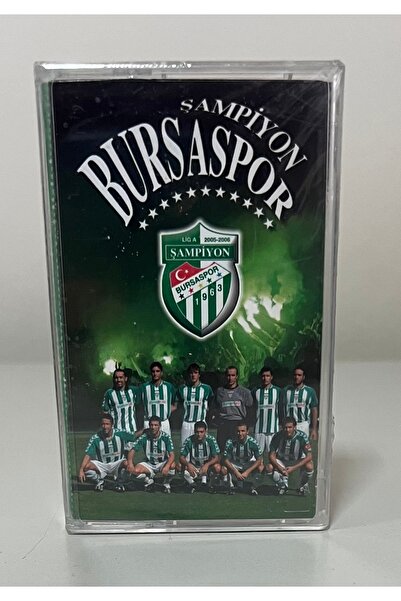 ŞAMPİYON
BURSASPOR
LİG A 2005-2006
ŞAMPİYON
BURSASPOR
1963